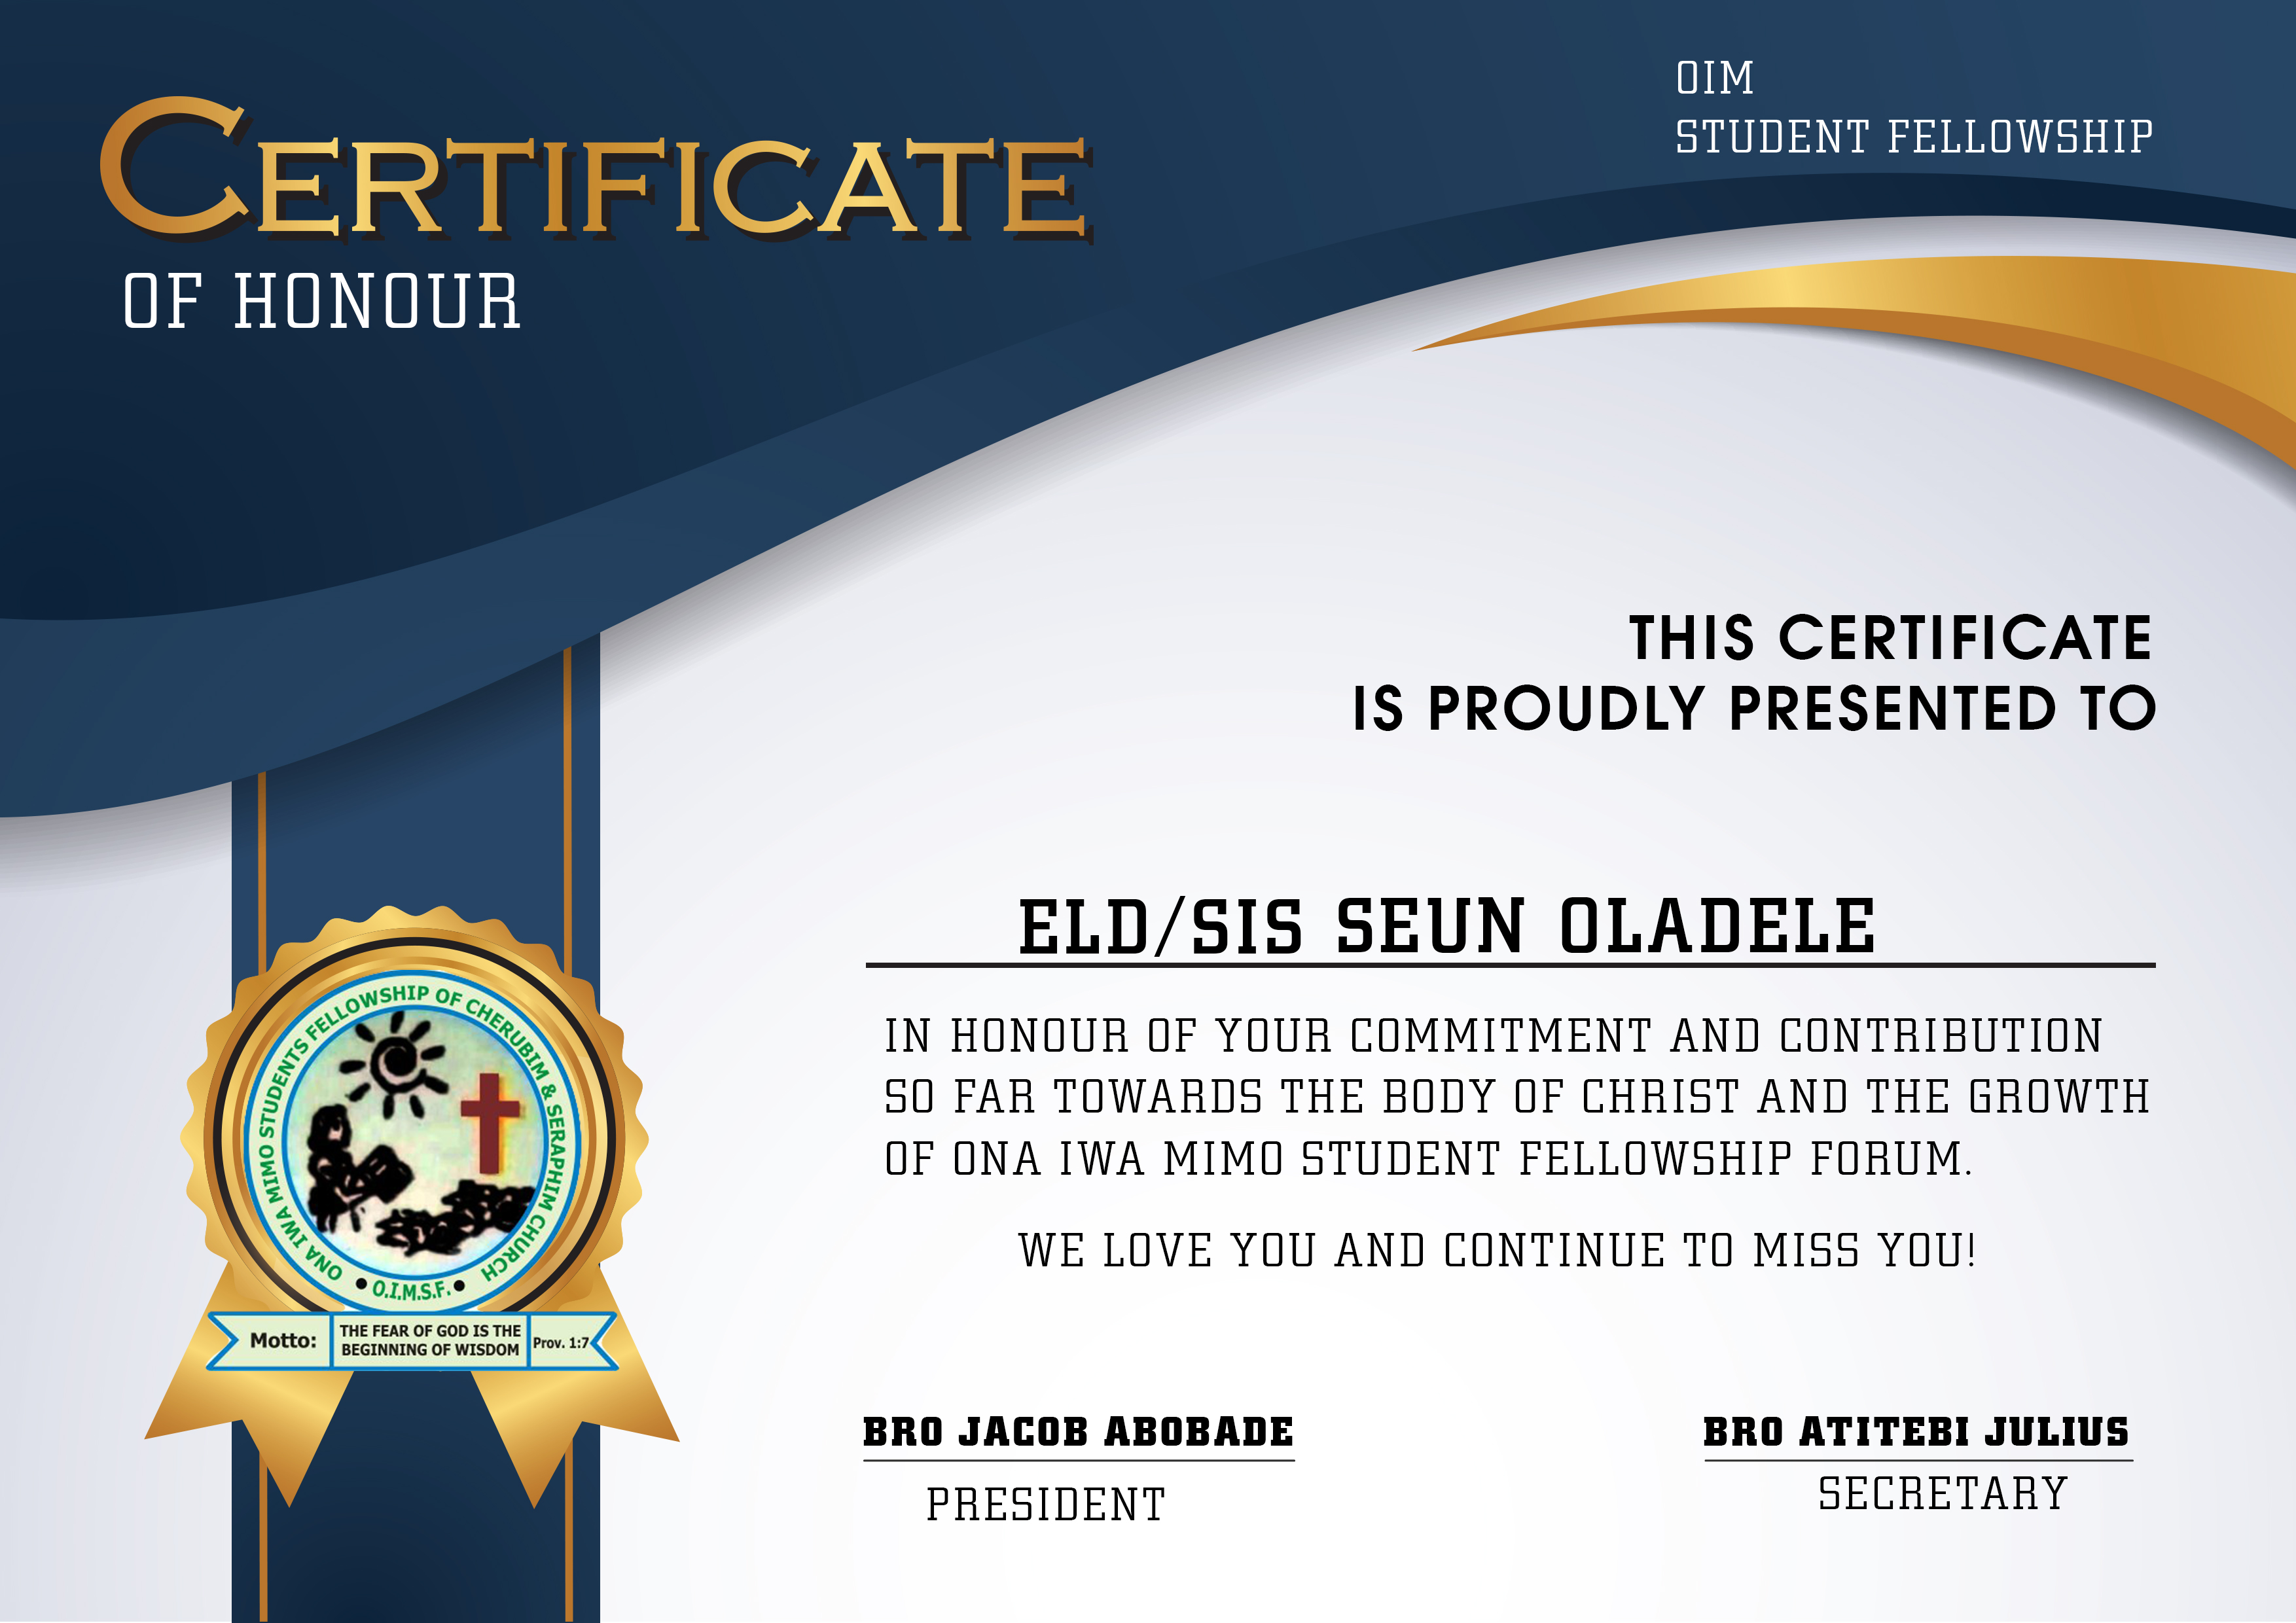 CERTIFICATE
OF HONOUR
OIM
STUDENT FELLOWSHIP
THIS CERTIFICATE
IS PROUDLY PRESENTED TO
ELD/SIS SEUN OLADELE
IN HONOUR OF YOUR COMMITMENT AND CONTRIBUTION
SO FAR TOWARDS THE BODY OF CHRIST AND THE GROWTH
OF ONA IWA MIMO STUDENT FELLOWSHIP FORUM.
WE LOVE YOU AND CONTINUE TO MISS YOU!
ONA IWA MIMO STUDENTS FELLOWSHIP OF CHERUBIM & SERAPHIM CHURCH
• O.I.M.S.F. •
Motto:
THE FEAR OF GOD IS THE
BEGINNING OF WISDOM
Prov. 1:7
BRO JACOB ABOBADE
PRESIDENT
BRO ATITEBI JULIUS
SECRETARY